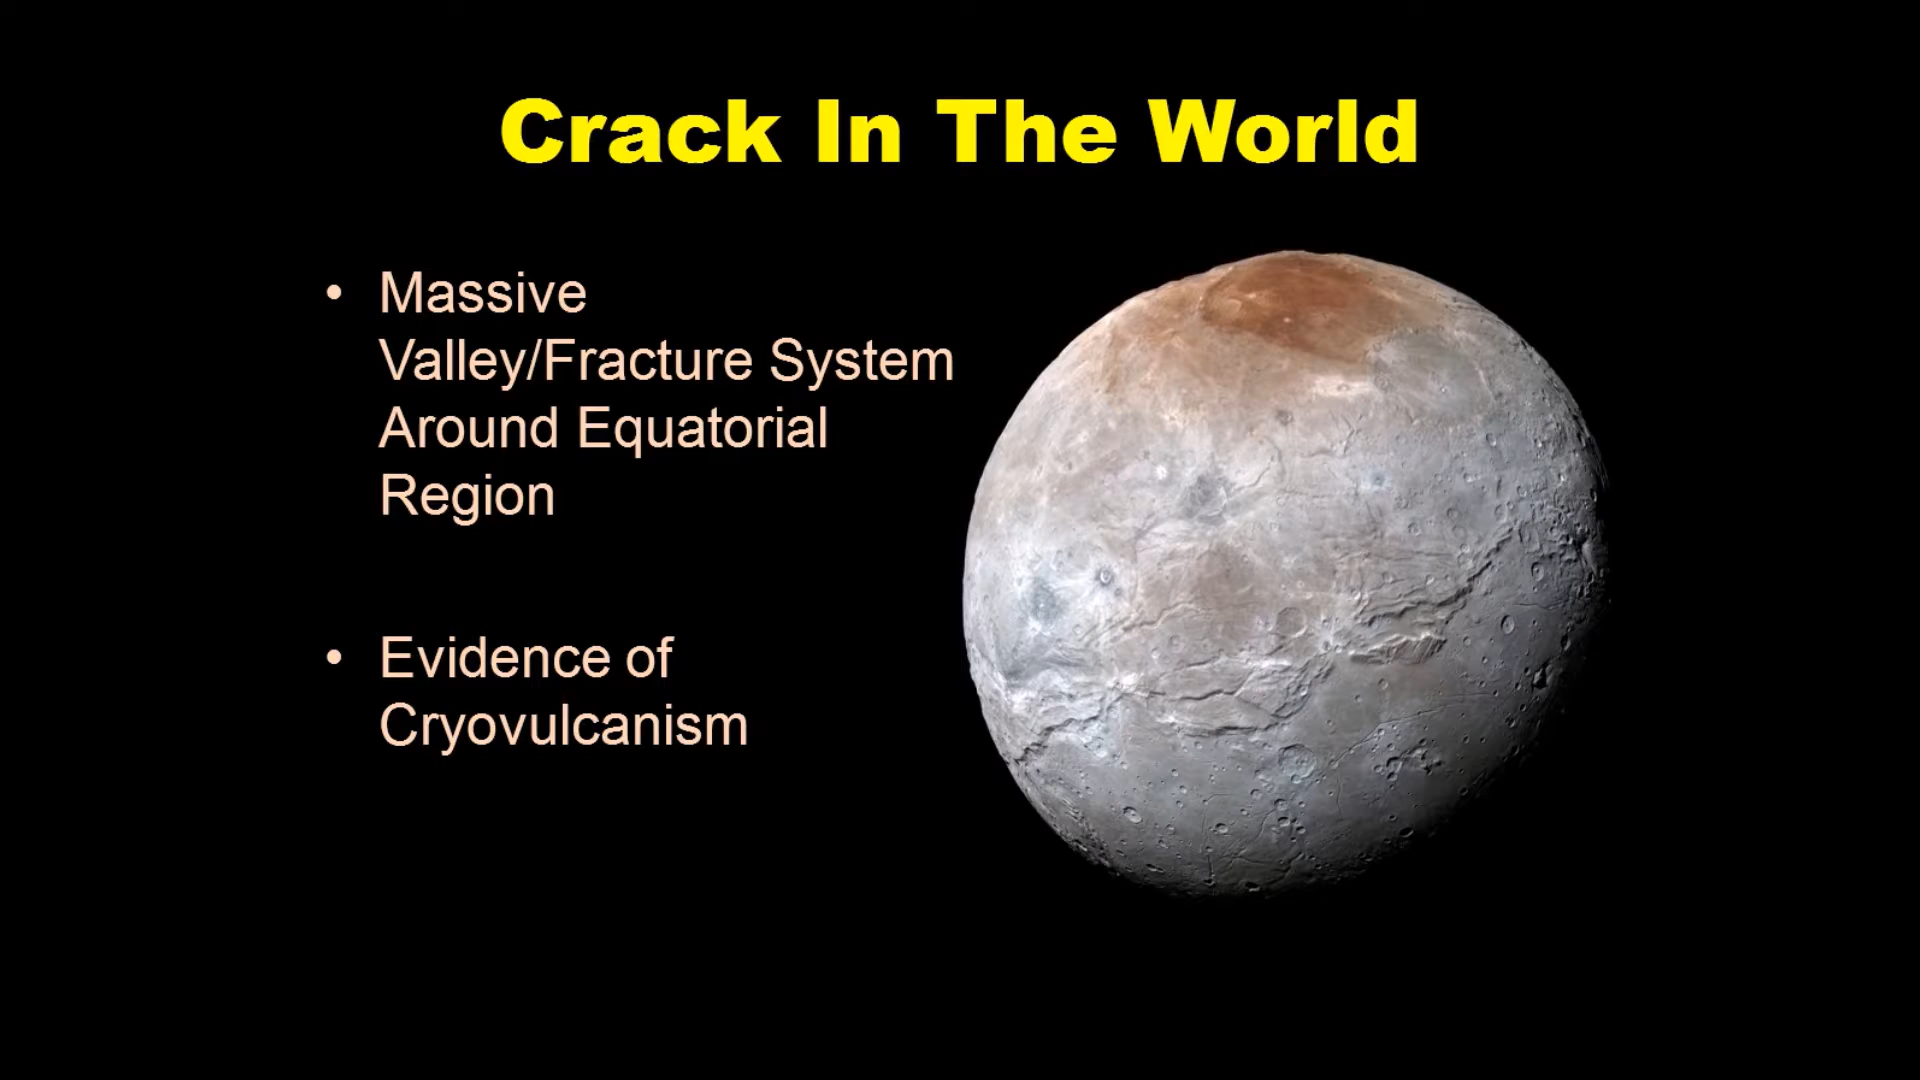 Crack In The World
• Massive
Valley/Fracture System
Around Equatorial
Region
• Evidence of
Cryovulcanism